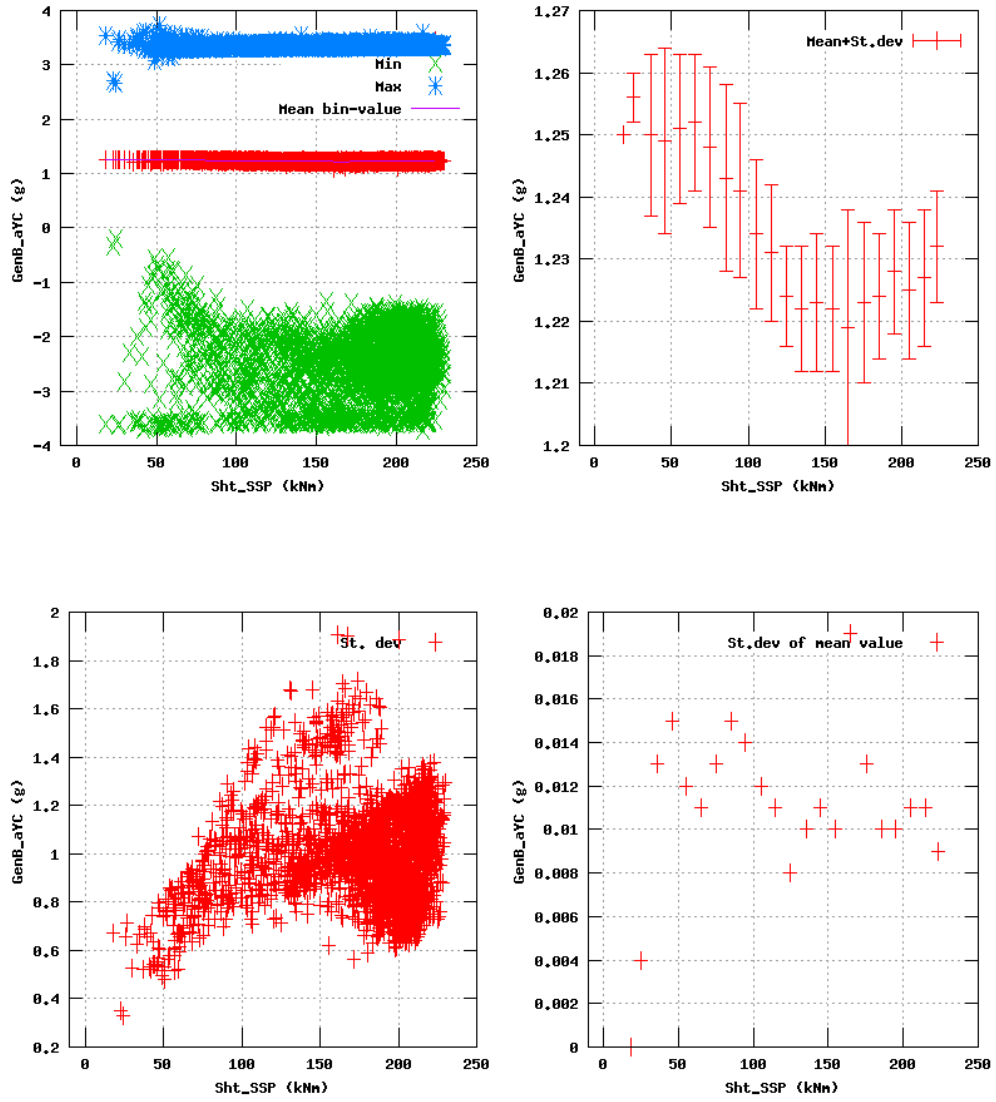 4
3
2
1
0
-1
-2
-3
-4
GenB_aYC (g)
Min
Max
Mean bin-value
0 50 100 150 200 250
Sht_SSP (kNm)
1.27
1.26
1.25
1.24
1.23
1.22
1.21
1.2
GenB_aYC (g)
Mean+St.dev
0 50 100 150 200 250
Sht_SSP (kNm)
2
1.8
1.6
1.4
1.2
1
0.8
0.6
0.4
0.2
GenB_aYC (g)
St. dev
0 50 100 150 200 250
Sht_SSP (kNm)
0.02
0.018
0.016
0.014
0.012
0.01
0.008
0.006
0.004
0.002
0
GenB_aYC (g)
St.dev of mean value
0 50 100 150 200 250
Sht_SSP (kNm)